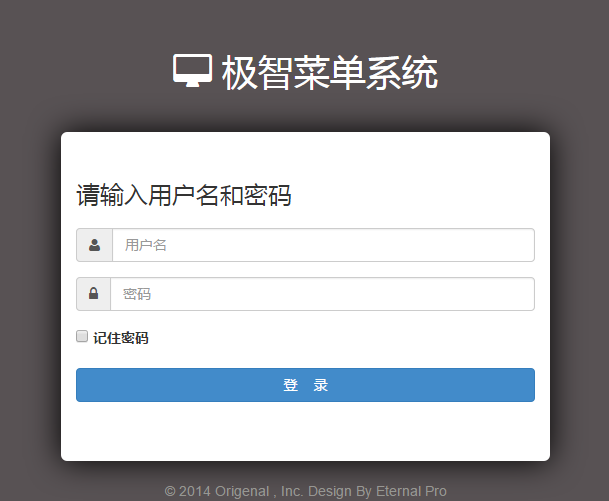 极智菜单系统
请输入用户名和密码
用户名
密码
记住密码
登 录
© 2014 Origenal , Inc. Design By Eternal Pro